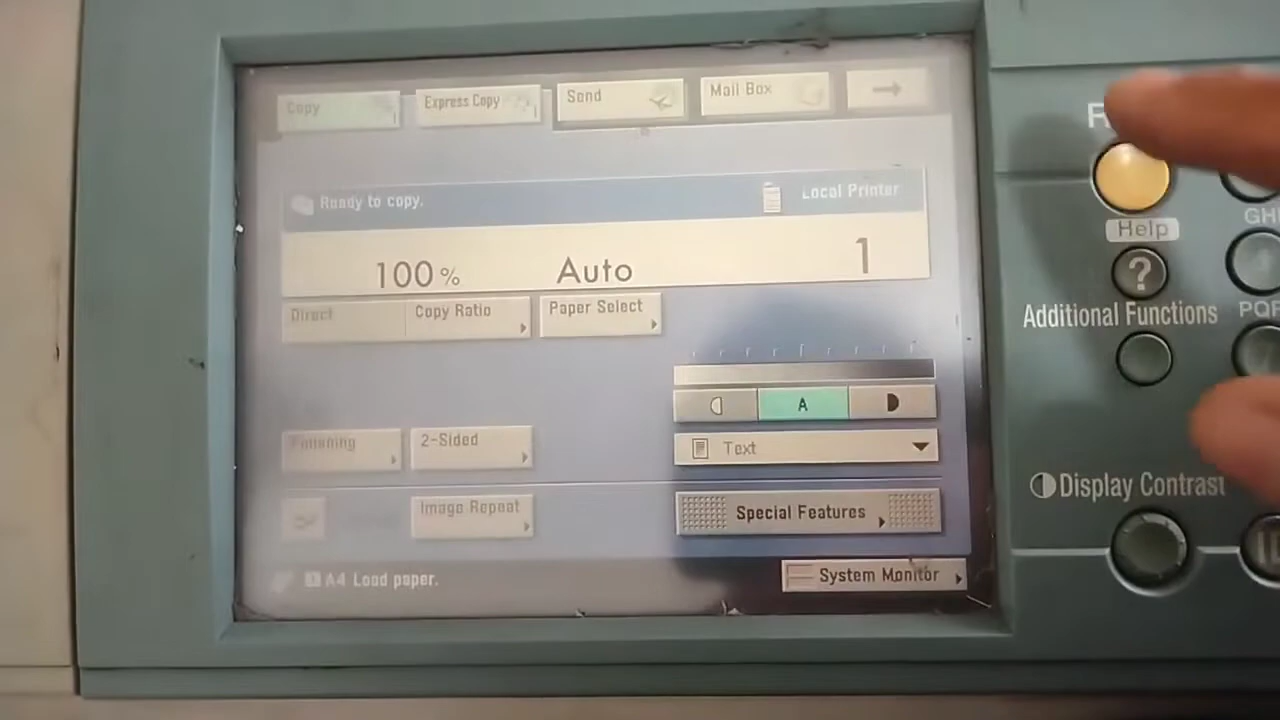 Copy
Express Copy
Send
Mail Box
Ready to copy.
Local Printer
100 %
Auto
1
Direct
Copy Ratio
Paper Select
A
Finishing
2-Sided
Text
Image Repeat
Special Features
1 A4 Load paper.
System Monitor
Help
?
Additional Functions
Display Contrast
GH
PQR